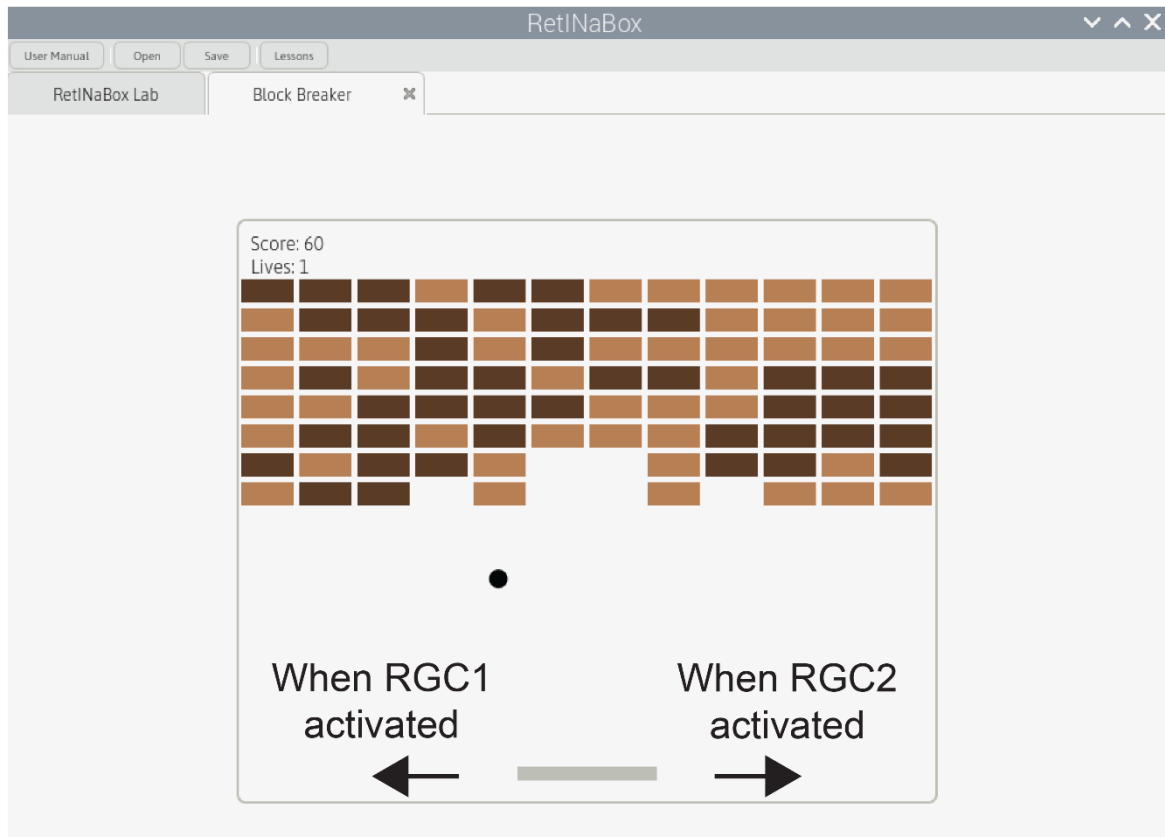 RetINaBox
User Manual Open Save Lessons
RetINaBox Lab Block Breaker
Score: 60
Lives: 1
When RGC1
activated
When RGC2
activated